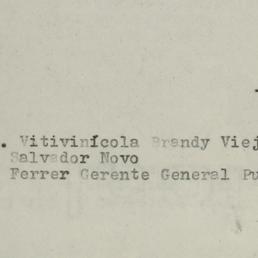 . Vitivinícola Brandy Viej
Salvador Novo
Ferrer Gerente General Pu